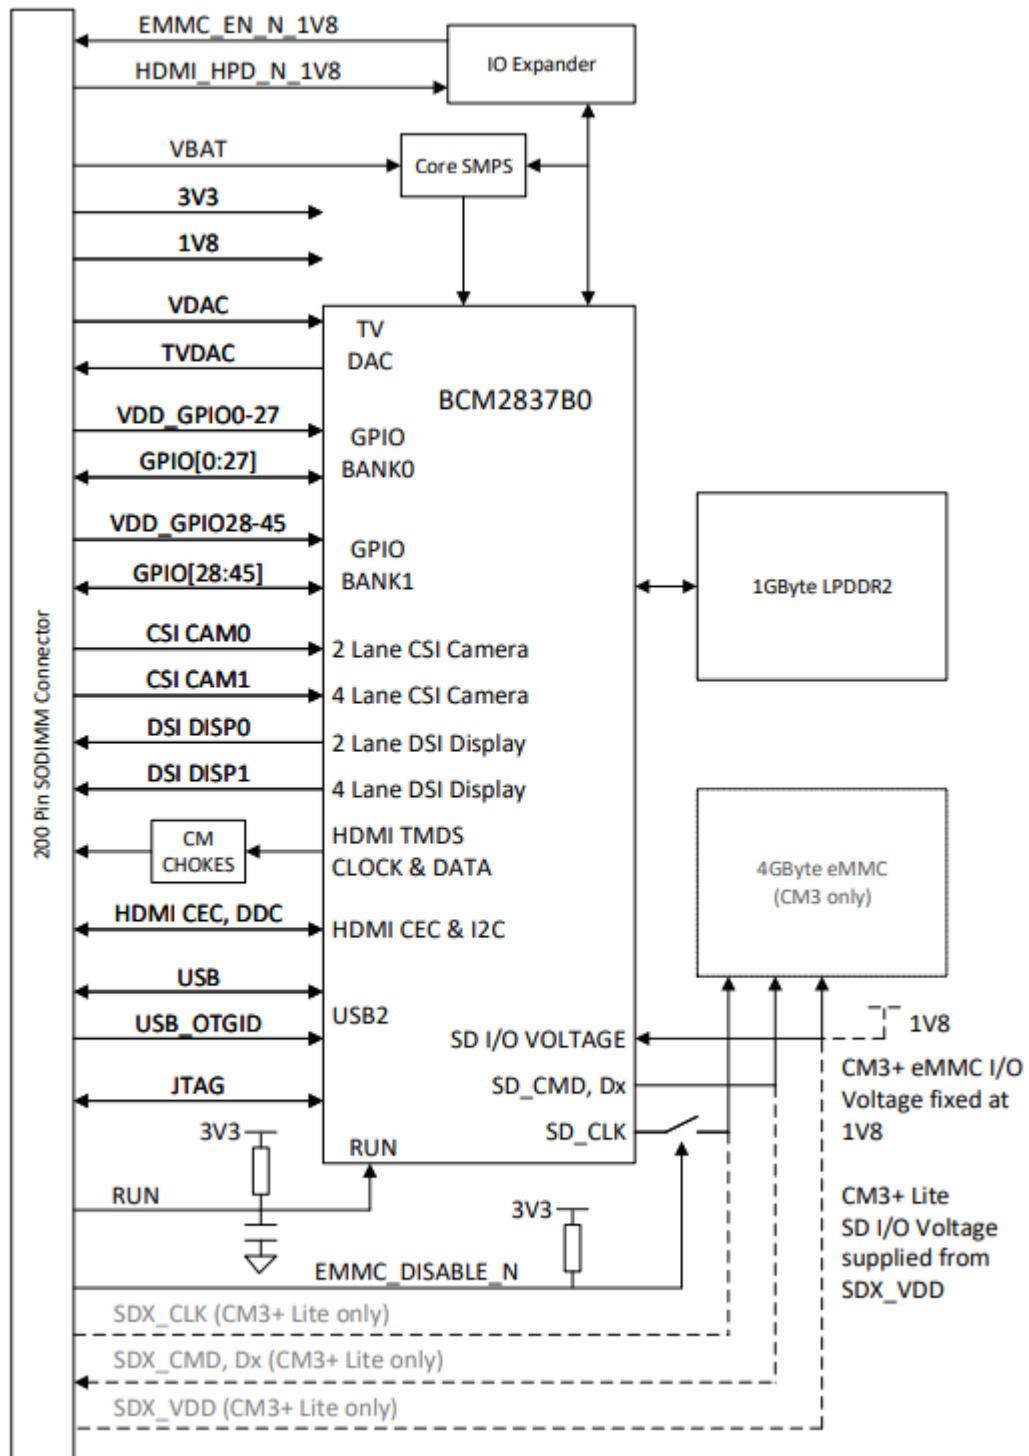 EMMC_EN_N_1V8
IO Expander
HDMI_HPD_N_1V8
VBAT
Core SMPS
3V3
1V8
VDAC
TV
DAC
TVDAC
BCM2837B0
VDD_GPIO0-27
GPIO
BANK0
GPIO[0:27]
VDD_GPIO28-45
GPIO
BANK1
GPIO[28:45]
1GByte LPDDR2
200 Pin SODIMM Connector
CSI CAM0
2 Lane CSI Camera
CSI CAM1
4 Lane CSI Camera
DSI DISP0
2 Lane DSI Display
DSI DISP1
4 Lane DSI Display
CM
CHOKES
HDMI TMDS
CLOCK & DATA
4GByte eMMC
(CM3 only)
HDMI CEC, DDC
HDMI CEC & I2C
USB
USB2
USB_OTGID
SD I/O VOLTAGE
1V8
CM3+ eMMC I/O
Voltage fixed at
1V8
SD_CMD, Dx
JTAG
SD_CLK
3V3
RUN
RUN
3V3
CM3+ Lite
SD I/O Voltage
supplied from
SDX_VDD
EMMC_DISABLE_N
SDX_CLK (CM3+ Lite only)
SDX_CMD, Dx (CM3+ Lite only)
SDX_VDD (CM3+ Lite only)